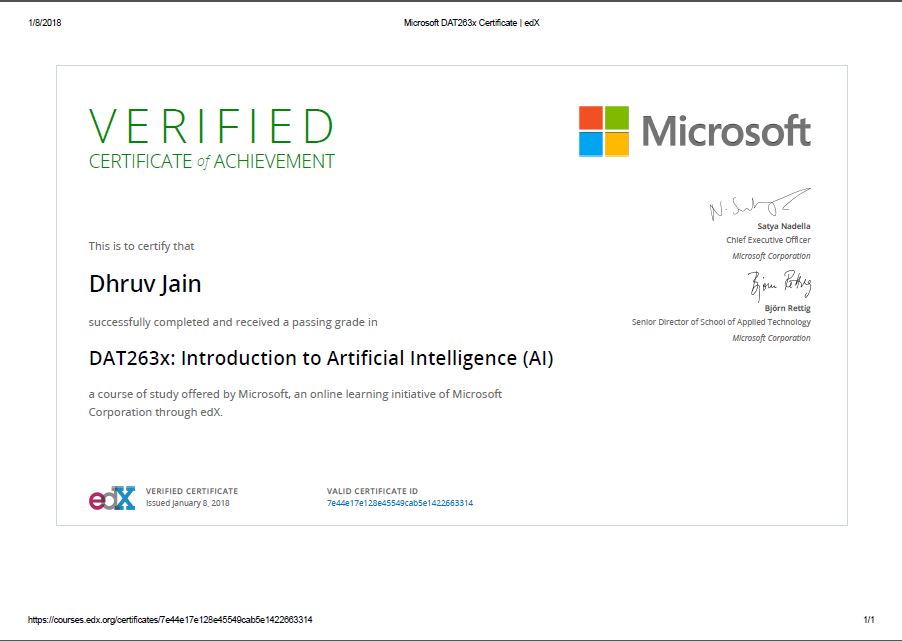 1/8/2018
Microsoft DAT263x Certificate | edX
VERIFIED
CERTIFICATE of ACHIEVEMENT
Microsoft
N. 
Satya Nadella
Chief Executive Officer
Microsoft Corporation
Björn Rettig
Björn Rettig
Senior Director of School of Applied Technology
Microsoft Corporation
This is to certify that
Dhruv Jain
successfully completed and received a passing grade in
DAT263x: Introduction to Artificial Intelligence (AI)
a course of study offered by Microsoft, an online learning initiative of Microsoft
Corporation through edX.
edX
VERIFIED CERTIFICATE
Issued January 8, 2018
VALID CERTIFICATE ID
7e44e17e128e45549cab5e1422663314
https://courses.edx.org/certificates/7e44e17e128e45549cab5e1422663314
1/1